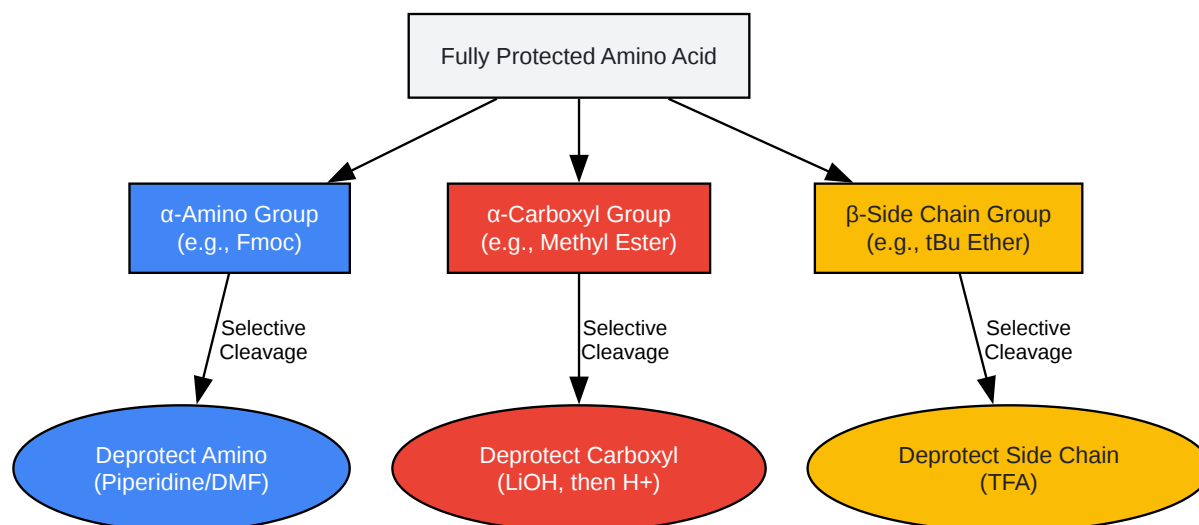 Fully Protected Amino Acid
α-Amino Group
(e.g., Fmoc)
α-Carboxyl Group
(e.g., Methyl Ester)
β-Side Chain Group
(e.g., tBu Ether)
Selective
Cleavage
Selective
Cleavage
Selective
Cleavage
Deprotect Amino
(Piperidine/DMF)
Deprotect Carboxyl
(LiOH, then H+)
Deprotect Side Chain
(TFA)